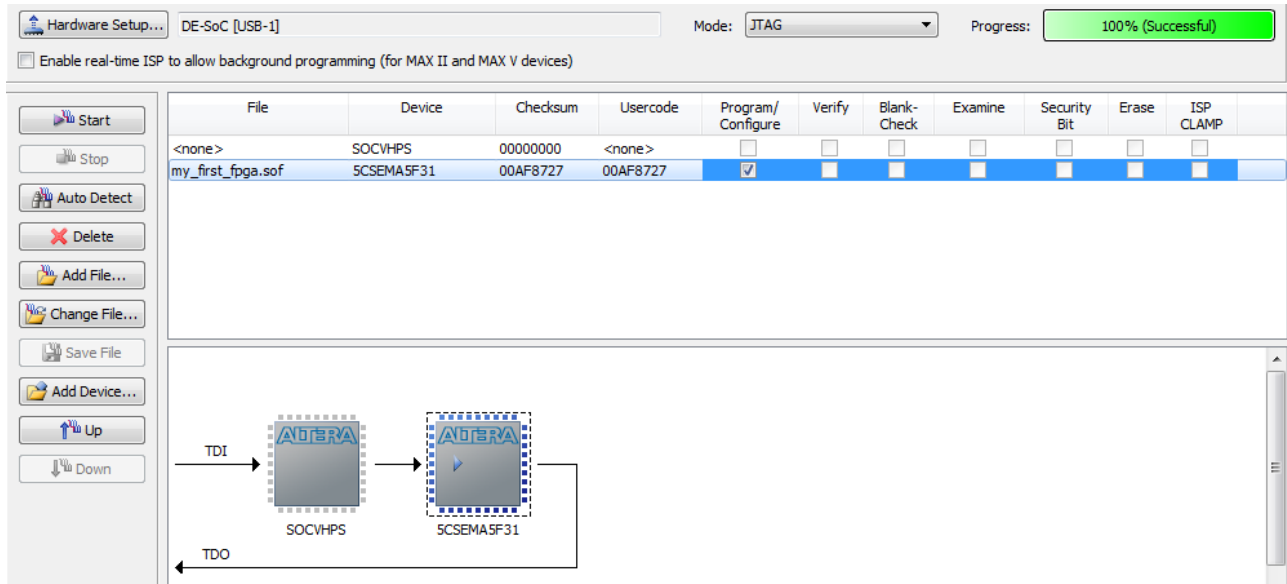 Hardware Setup... DE-SoC [USB-1] Mode: JTAG Progress: 100% (Successful)
Enable real-time ISP to allow background programming (for MAX II and MAX V devices)
Start
Stop
Auto Detect
Delete
Add File...
Change File...
Save File
Add Device...
Up
Down
File Device Checksum Usercode Program/ Verify Blank- Examine Security Erase ISP
Configure Check Bit CLAMP
<none> SOCVHPS 00000000 <none>
my_first_fpga.sof 5CSEMA5F31 00AF8727 00AF8727
ALTERA ALTERA
TDI
SOCVHPS 5CSEMA5F31
TDO